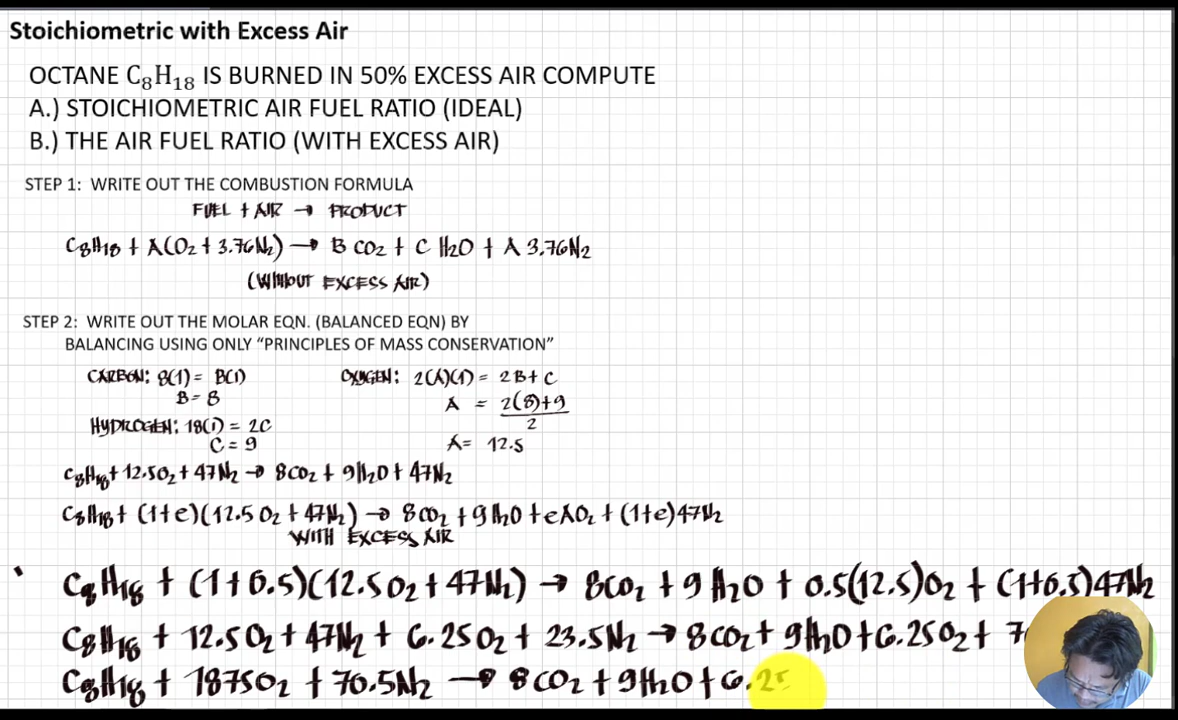 Stoichiometric with Excess Air
OCTANE C₈H₁₈ IS BURNED IN 50% EXCESS AIR COMPUTE
A.) STOICHIOMETRIC AIR FUEL RATIO (IDEAL)
B.) THE AIR FUEL RATIO (WITH EXCESS AIR)
STEP 1: WRITE OUT THE COMBUSTION FORMULA
FUEL + AIR → PRODUCT
C₈H₁₈ + A(O₂ + 3.76N₂) → B CO₂ + C H₂O + A 3.76N₂
(WITHOUT EXCESS AIR)
STEP 2: WRITE OUT THE MOLAR EQN. (BALANCED EQN) BY
BALANCING USING ONLY “PRINCIPLES OF MASS CONSERVATION”
CARBON: 8(1) = B(1)
B = 8
HYDROGEN: 18(1) = 2C
C = 9
OXYGEN: 2(A)(1) = 2B + C
A = 2(8)+9
2
A = 12.5
C₈H₁₈ + 12.5O₂ + 47N₂ → 8CO₂ + 9H₂O + 47N₂
C₈H₁₈ + (1+e)(12.5 O₂ + 47N₂) → 8CO₂ + 9H₂O + eAO₂ + (1+e)47N₂
WITH EXCESS AIR
C₈H₁₈ + (1+0.5)(12.5O₂ + 47N₂) → 8CO₂ + 9H₂O + 0.5(12.5)O₂ + (1+0.5)47N₂
C₈H₁₈ + 12.5O₂ + 47N₂ + 6.25O₂ + 23.5N₂ → 8CO₂ + 9H₂O + 6.25O₂ + 7
C₈H₁₈ + 1875O₂ + 70.5N₂ → 8CO₂ + 9H₂O + 6.25